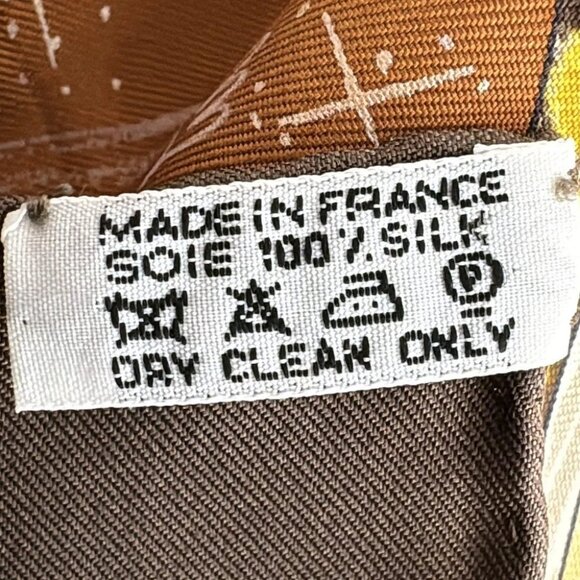 MADE IN FRANCE
SOIE 100% SILK
P
DRY CLEAN ONLY